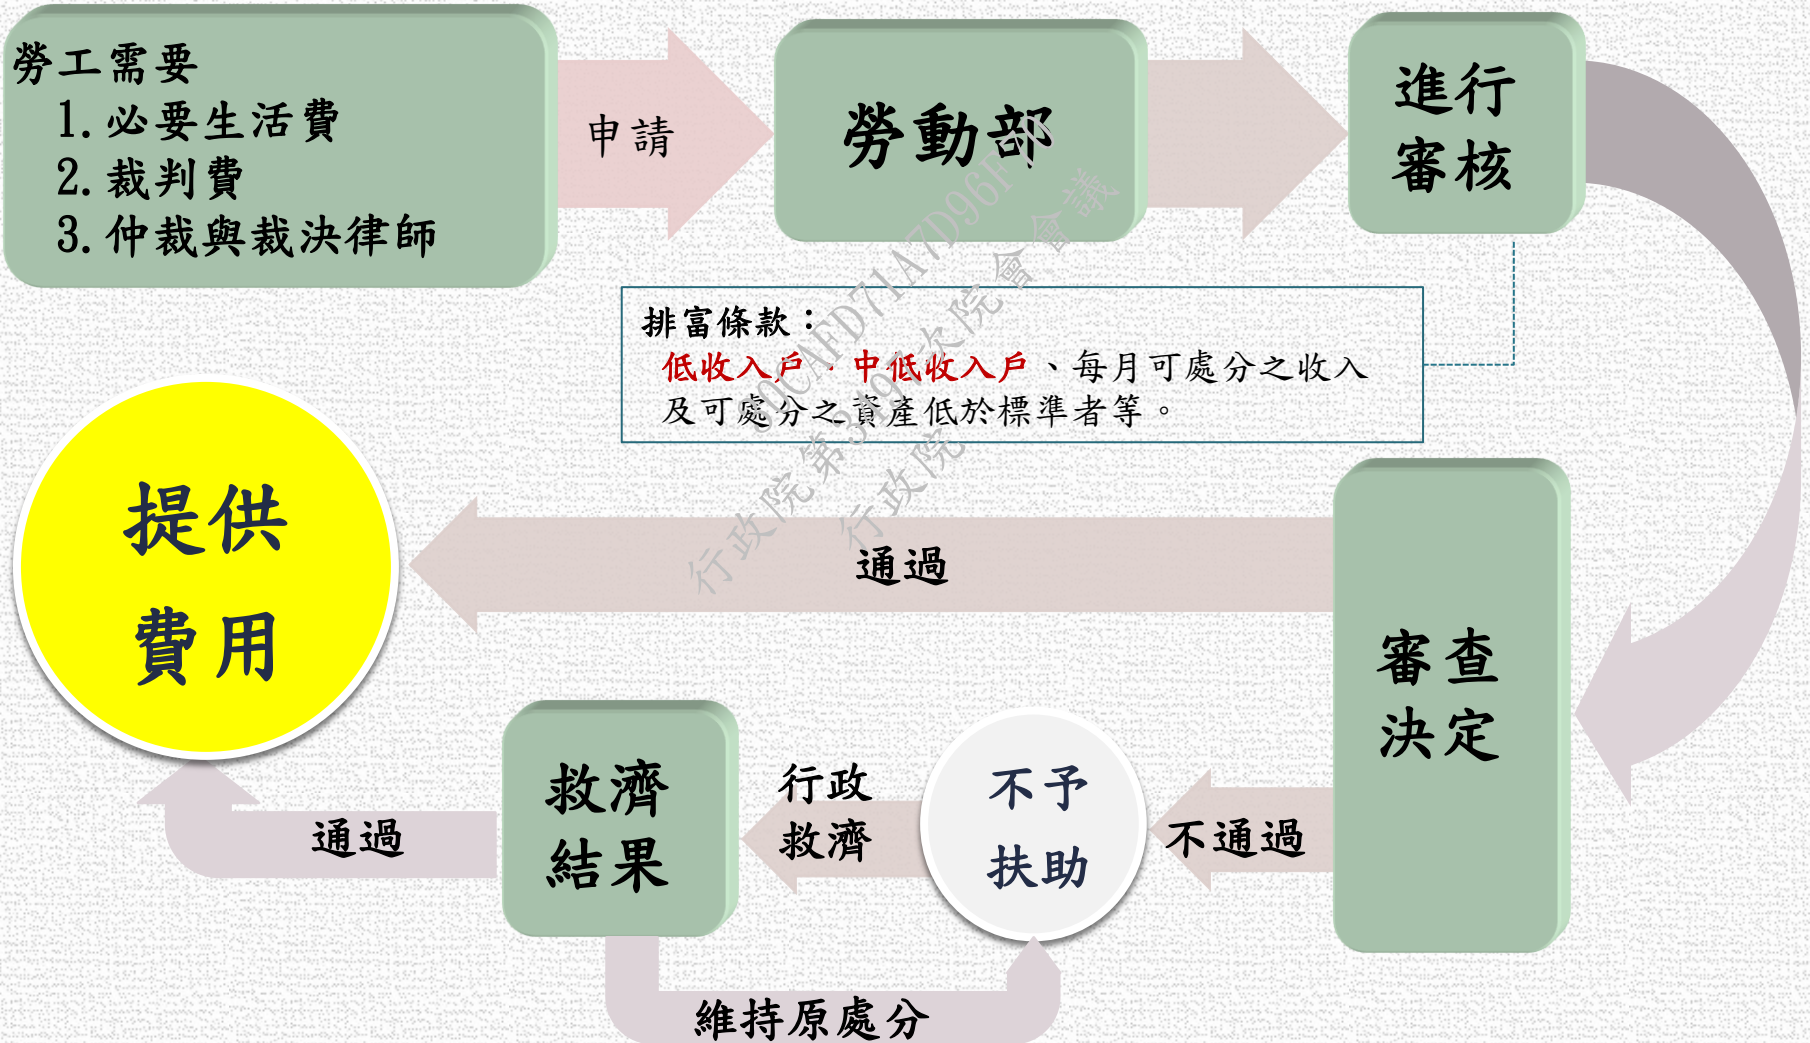 勞工需要
1.必要生活費
2.裁判費
3.仲裁與裁決律師
申請
勞動部
進行
審核
排富條款：
低收入戶、中低收入戶、每月可處分之收入
及可處分之資產低於標準者等。
審查
決定
通過
提供
費用
不通過
不予
扶助
行政
救濟
救濟
結果
通過
維持原處分
行政院